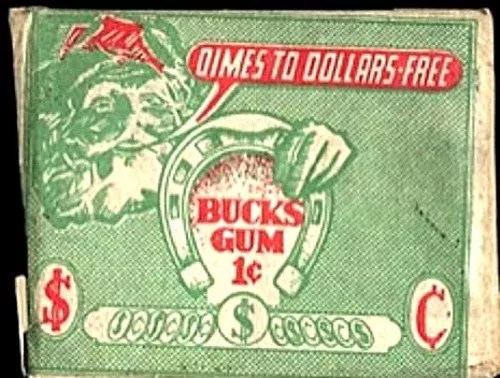 DIMES TO DOLLARS-FREE
BUCKS
GUM
1¢
$
$
¢